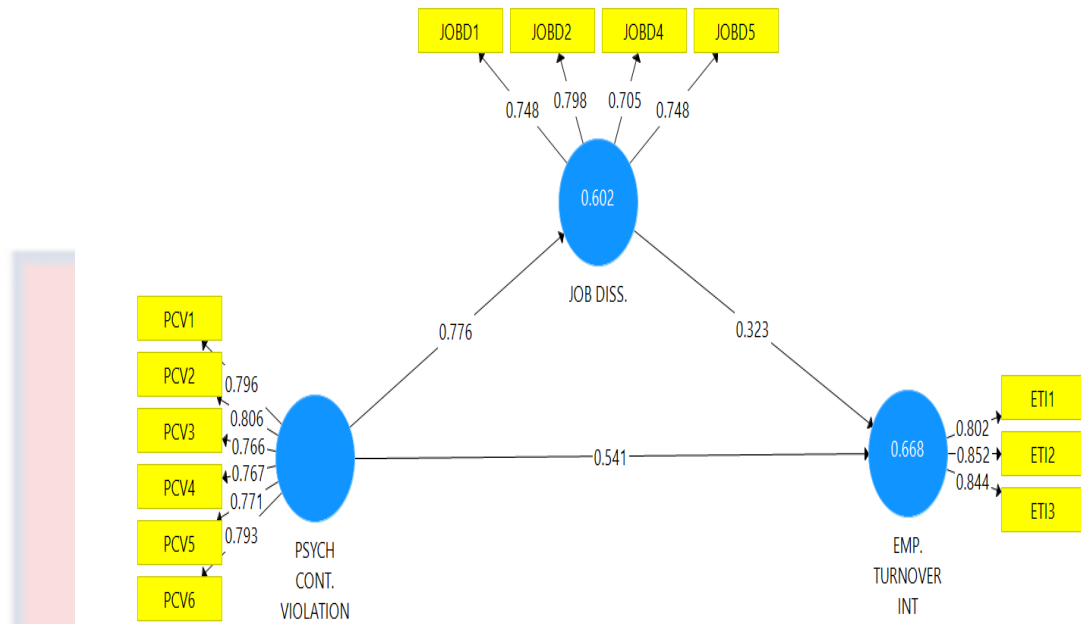 JOBD1 JOBD2 JOBD4 JOBD5
0.748 0.798 0.705 0.748
0.602
JOB DISS.
0.776 0.323
PCV1
PCV2
PCV3
PCV4
PCV5
PCV6
0.796
0.806
0.766
0.767
0.771
0.793
PSYCH
CONT.
VIOLATION
0.541
0.668
EMP.
TURNOVER
INT
0.802
0.852
0.844
ETI1
ETI2
ETI3